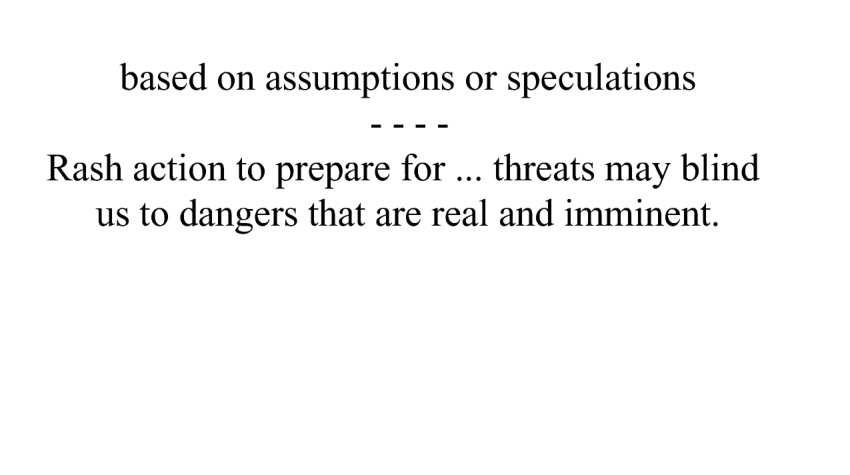 based on assumptions or speculations
- - - -
Rash action to prepare for ... threats may blind
us to dangers that are real and imminent.